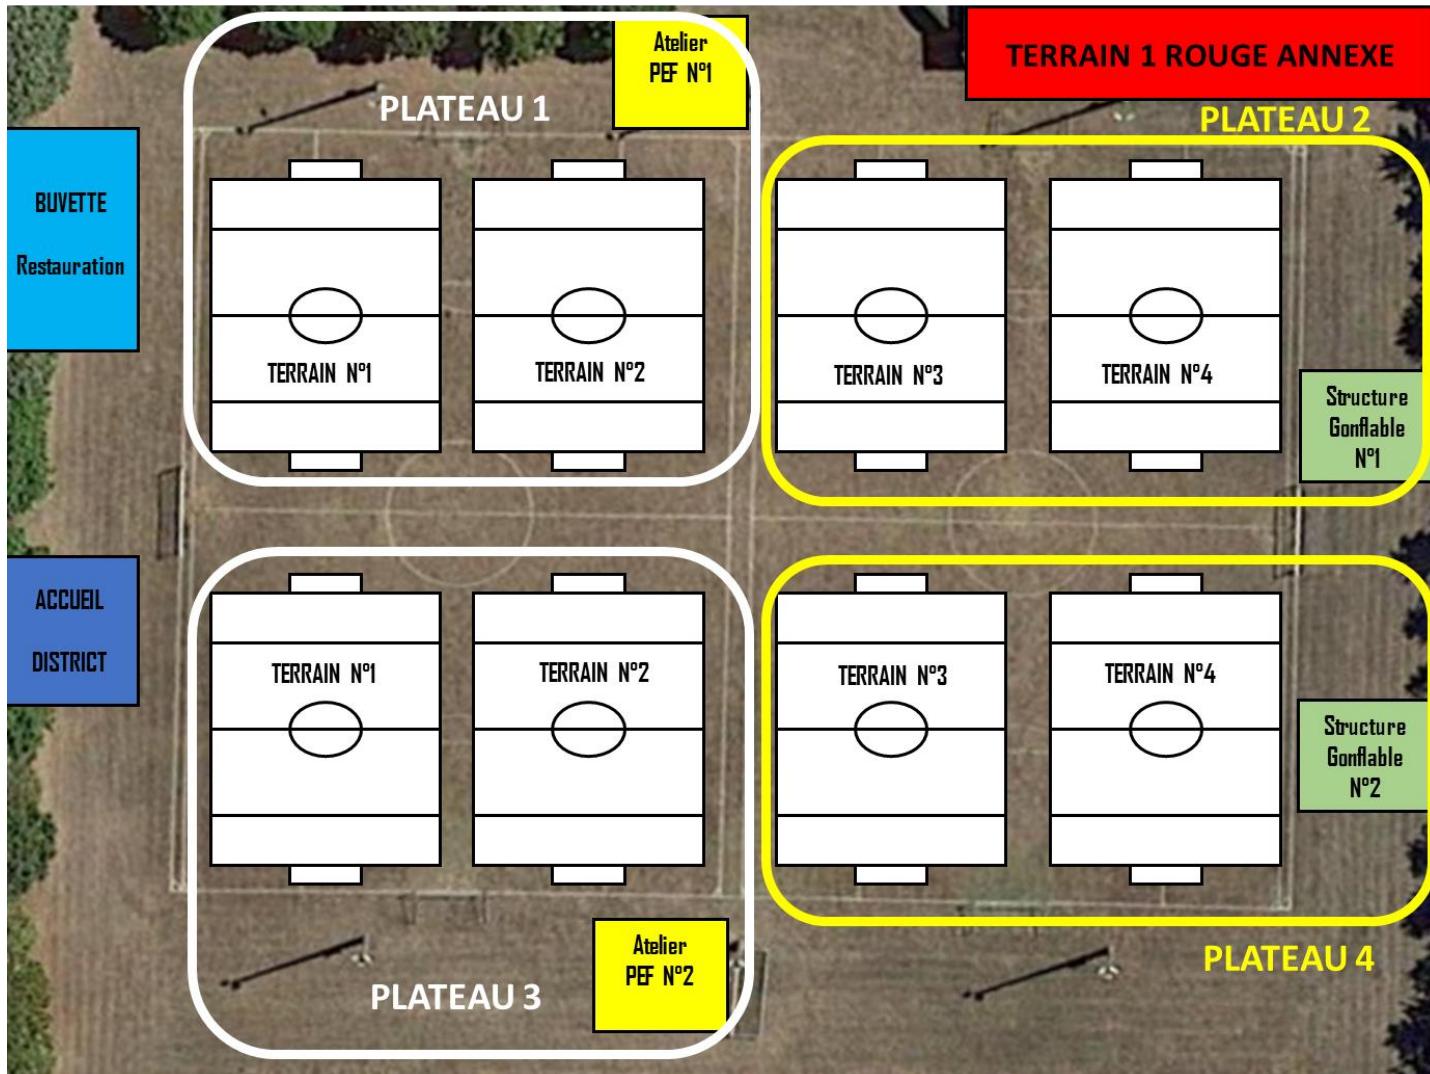 Atelier
PEF N°1
TERRAIN 1 ROUGE ANNEXE
PLATEAU 1
PLATEAU 2
BUVETTE
Restauration
TERRAIN N°1
TERRAIN N°2
TERRAIN N°3
TERRAIN N°4
Structure
Gonflable
N°1
ACCUEIL
DISTRICT
TERRAIN N°1
TERRAIN N°2
TERRAIN N°3
TERRAIN N°4
Structure
Gonflable
N°2
Atelier
PEF N°2
PLATEAU 3
PLATEAU 4